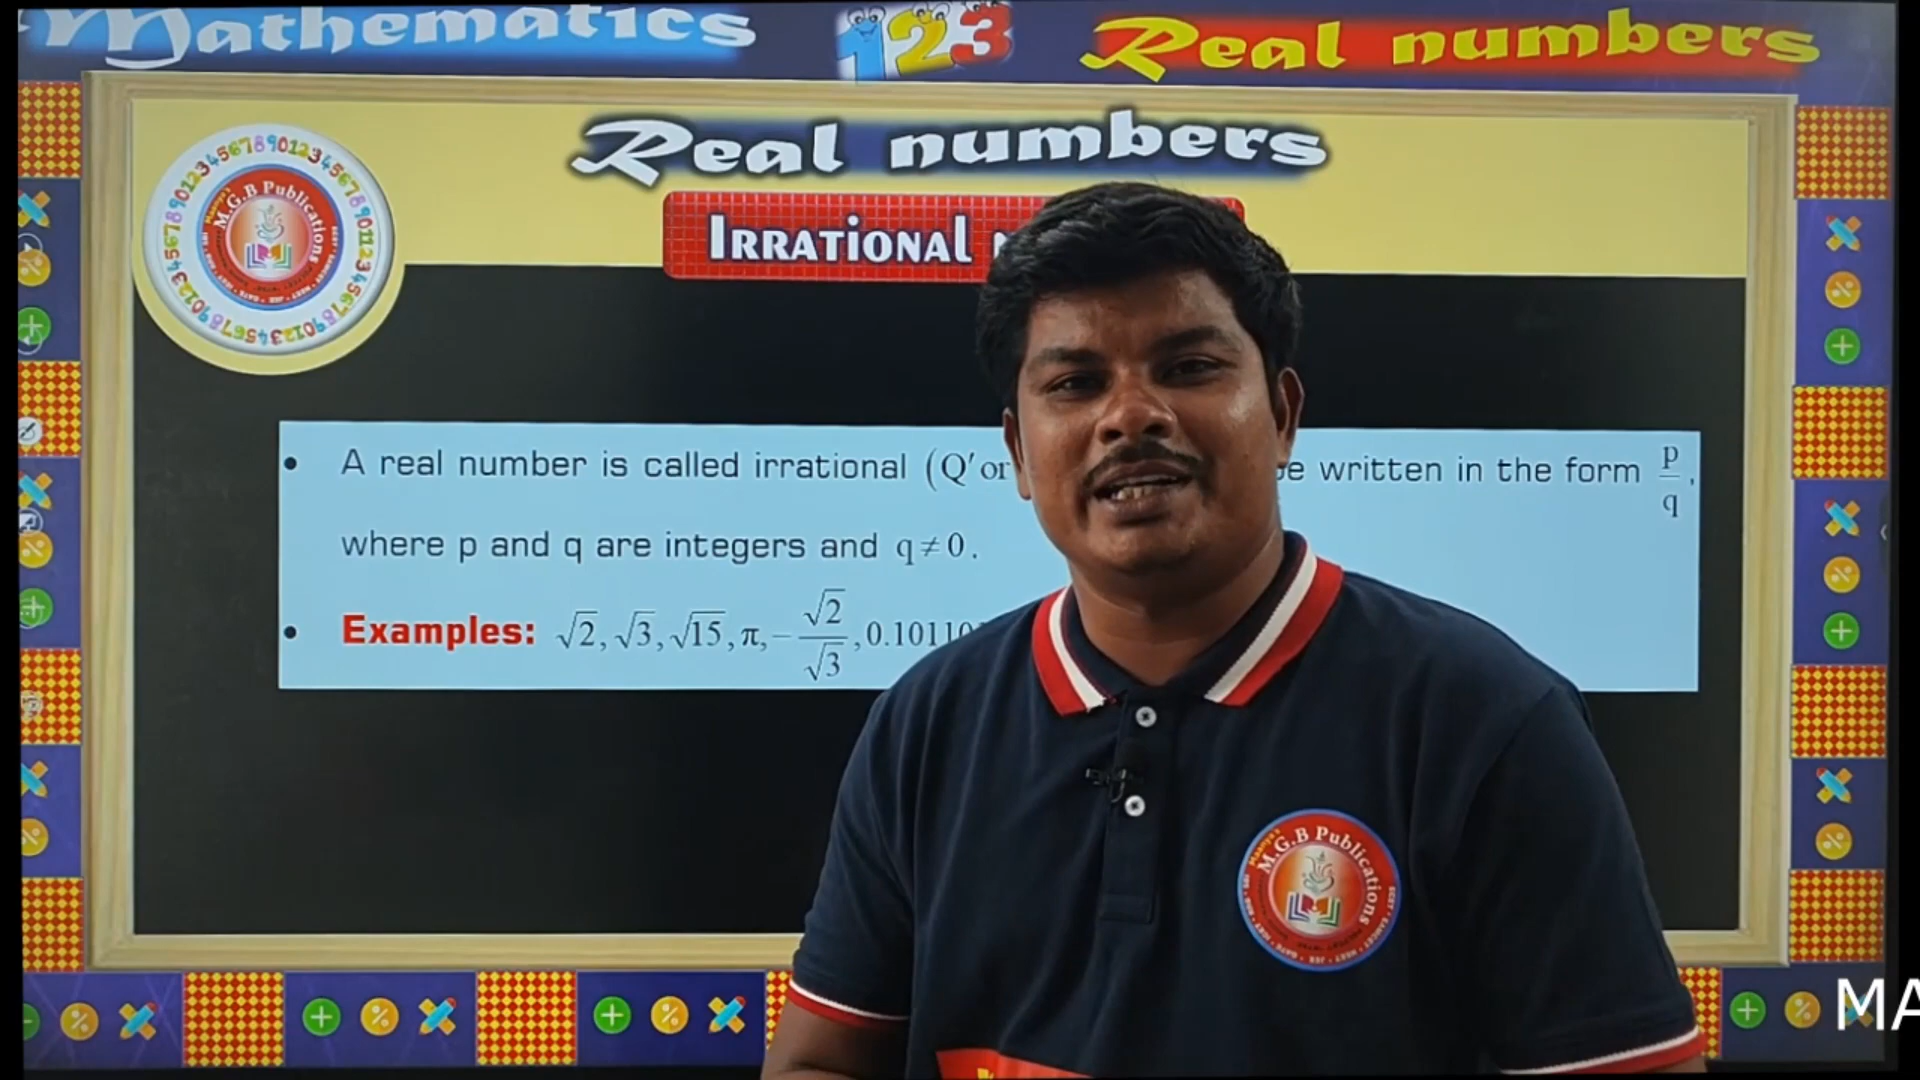 Mathematics
123
Real numbers
Real numbers
M.G.B Publications
Irrational
A real number is called irrational (Q′ or be written in the form p/q,
where p and q are integers and q≠0.
Examples: √2, √3, √15, π, -√2/√3, 0.10110
M.G.B Publications
MA